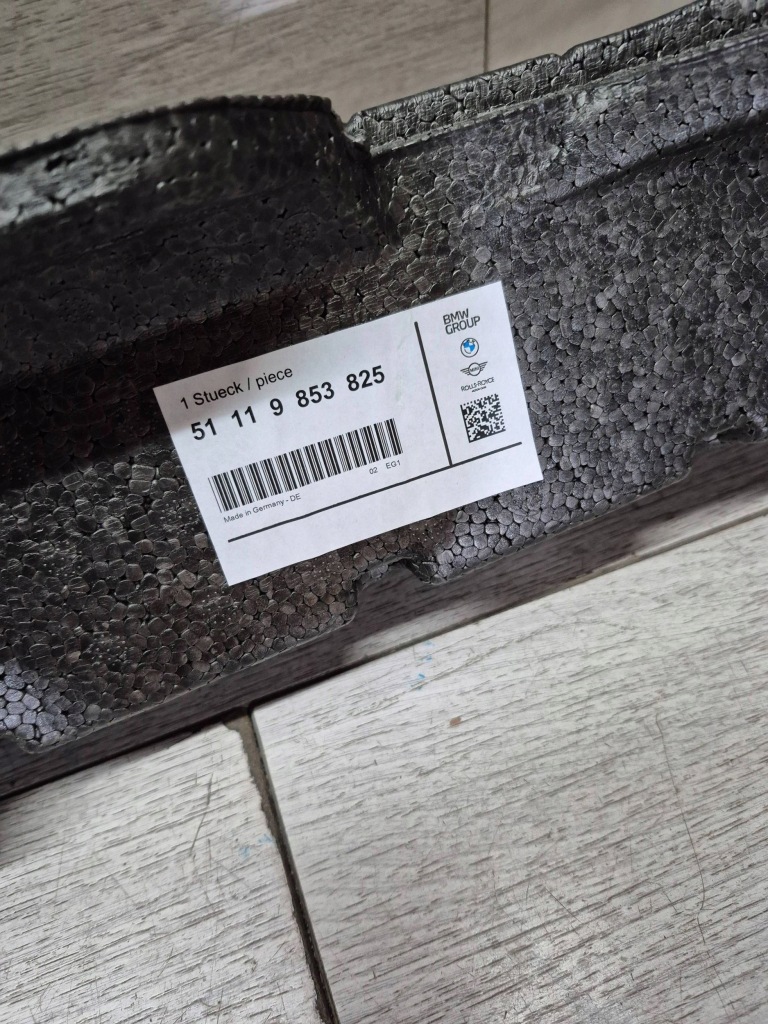 1 Stueck / piece
51 11 9 853 825
02 EG1
Made in Germany - DE
BMW
GROUP
ROLLS-ROYCE